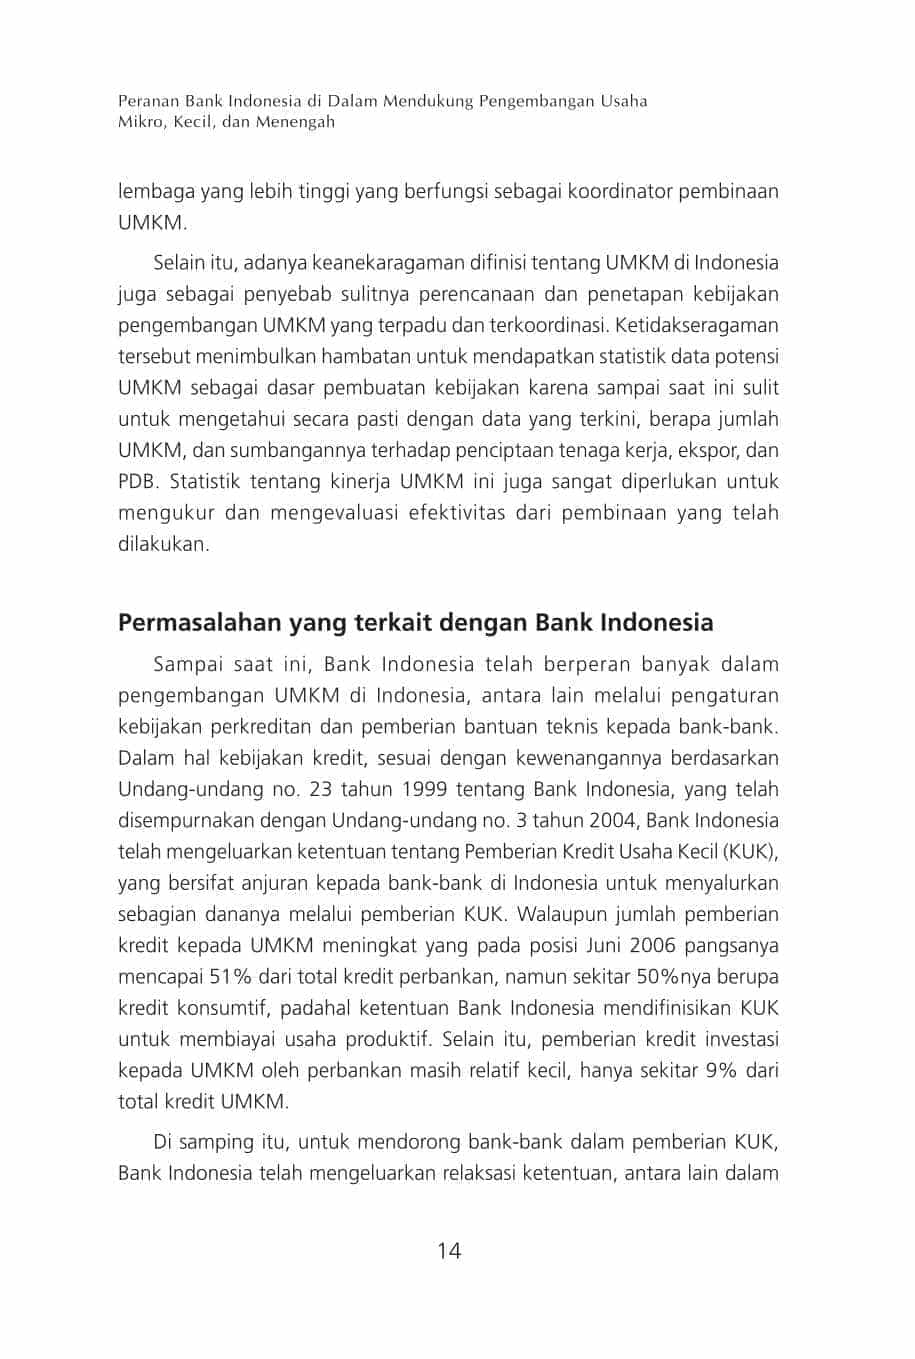 Peranan Bank Indonesia di Dalam Mendukung Pengembangan Usaha
Mikro, Kecil, dan Menengah
lembaga yang lebih tinggi yang berfungsi sebagai koordinator pembinaan
UMKM.
Selain itu, adanya keanekaragaman difinisi tentang UMKM di Indonesia
juga sebagai penyebab sulitnya perencanaan dan penetapan kebijakan
pengembangan UMKM yang terpadu dan terkoordinasi. Ketidakseragaman
tersebut menimbulkan hambatan untuk mendapatkan statistik data potensi
UMKM sebagai dasar pembuatan kebijakan karena sampai saat ini sulit
untuk mengetahui secara pasti dengan data yang terkini, berapa jumlah
UMKM, dan sumbangannya terhadap penciptaan tenaga kerja, ekspor, dan
PDB. Statistik tentang kinerja UMKM ini juga sangat diperlukan untuk
mengukur dan mengevaluasi efektivitas dari pembinaan yang telah
dilakukan.
Permasalahan yang terkait dengan Bank Indonesia
Sampai saat ini, Bank Indonesia telah berperan banyak dalam
pengembangan UMKM di Indonesia, antara lain melalui pengaturan
kebijakan perkreditan dan pemberian bantuan teknis kepada bank-bank.
Dalam hal kebijakan kredit, sesuai dengan kewenangannya berdasarkan
Undang-undang no. 23 tahun 1999 tentang Bank Indonesia, yang telah
disempurnakan dengan Undang-undang no. 3 tahun 2004, Bank Indonesia
telah mengeluarkan ketentuan tentang Pemberian Kredit Usaha Kecil (KUK),
yang bersifat anjuran kepada bank-bank di Indonesia untuk menyalurkan
sebagian dananya melalui pemberian KUK. Walaupun jumlah pemberian
kredit kepada UMKM meningkat yang pada posisi Juni 2006 pangsanya
mencapai 51% dari total kredit perbankan, namun sekitar 50%nya berupa
kredit konsumtif, padahal ketentuan Bank Indonesia mendifinisikan KUK
untuk membiayai usaha produktif. Selain itu, pemberian kredit investasi
kepada UMKM oleh perbankan masih relatif kecil, hanya sekitar 9% dari
total kredit UMKM.
Di samping itu, untuk mendorong bank-bank dalam pemberian KUK,
Bank Indonesia telah mengeluarkan relaksasi ketentuan, antara lain dalam
14